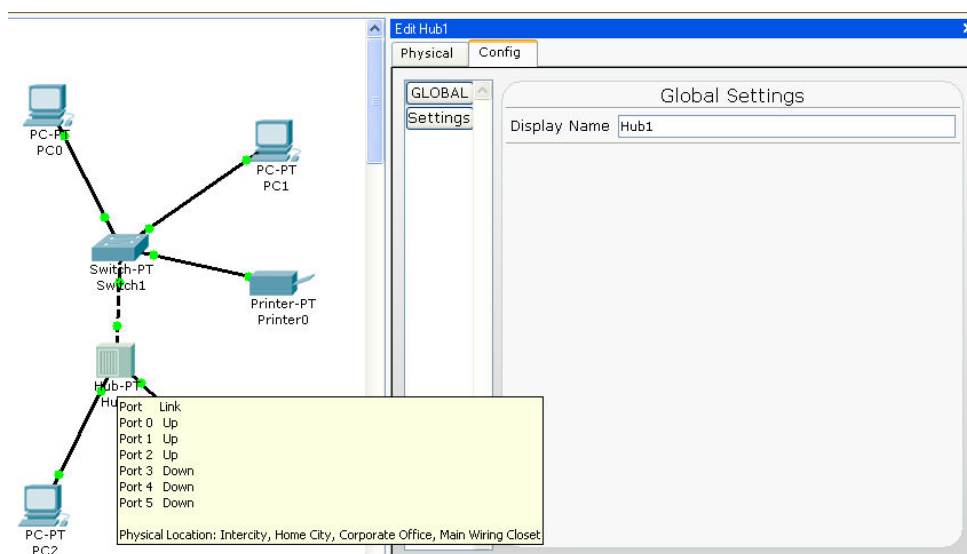 Edit Hub1
Physical
Config
GLOBAL
Settings
Global Settings
Display Name Hub1
PC-PT
PC0
PC-PT
PC1
Switch-PT
Switch1
Printer-PT
Printer0
Hub-PT
Hu
Port Link
Port 0 Up
Port 1 Up
Port 2 Up
Port 3 Down
Port 4 Down
Port 5 Down
Physical Location: Intercity, Home City, Corporate Office, Main Wiring Closet
PC-PT
PC2